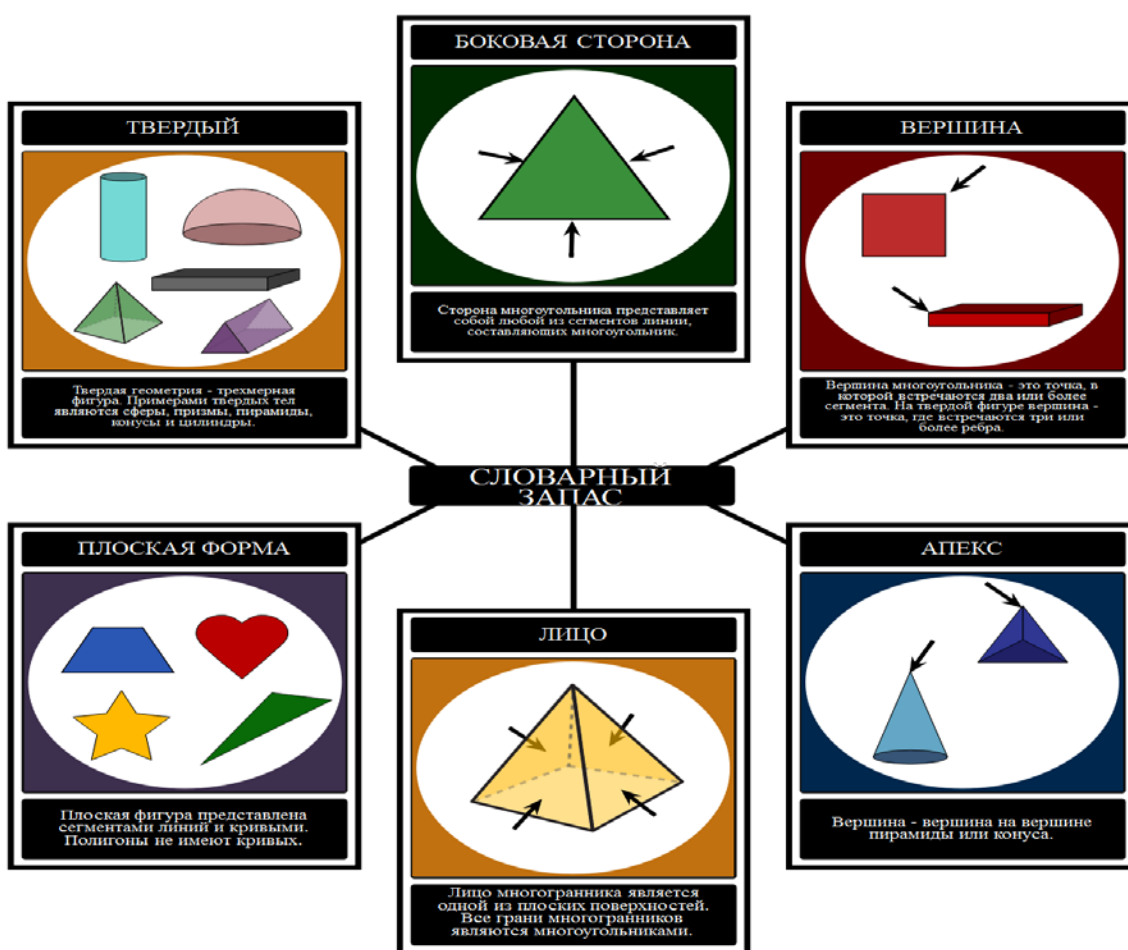 БОКОВАЯ СТОРОНА
Сторона многоугольника представляет
собой любой из сегментов линии,
составляющих многоугольник.
ТВЕРДЫЙ
Твердая геометрия - трехмерная
фигура. Примерами твердых тел
являются сферы, призмы, пирамиды,
конусы и цилиндры.
ВЕРШИНА
Вершина многоугольника - это точка, в
которой встречаются два или более
сегмента. На твердой фигуре вершина -
это точка, где встречаются три или
более ребра.
СЛОВАРНЫЙ
ЗАПАС
ПЛОСКАЯ ФОРМА
Плоская фигура представлена
сегментами линий и кривыми.
Полигоны не имеют кривых.
ЛИЦО
Лицо многогранника является
одной из плоских поверхностей.
Все грани многогранников
являются многоугольниками.
АПЕКС
Вершина - вершина на вершине
пирамиды или конуса.